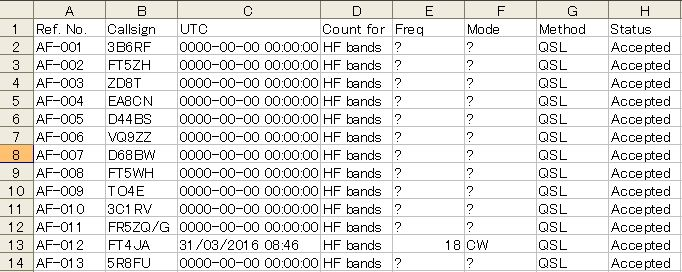 A B C D E F G H
1 Ref. No. Callsign UTC Count for Freq Mode Method Status
2 AF-001 3B6RF 0000-00-00 00:00:00 HF bands ? ? QSL Accepted
3 AF-002 FT5ZH 0000-00-00 00:00:00 HF bands ? ? QSL Accepted
4 AF-003 ZD8T 0000-00-00 00:00:00 HF bands ? ? QSL Accepted
5 AF-004 EA8CN 0000-00-00 00:00:00 HF bands ? ? QSL Accepted
6 AF-005 D44BS 0000-00-00 00:00:00 HF bands ? ? QSL Accepted
7 AF-006 VQ9ZZ 0000-00-00 00:00:00 HF bands ? ? QSL Accepted
8 AF-007 D68BW 0000-00-00 00:00:00 HF bands ? ? QSL Accepted
9 AF-008 FT5WH 0000-00-00 00:00:00 HF bands ? ? QSL Accepted
10 AF-009 TO4E 0000-00-00 00:00:00 HF bands ? ? QSL Accepted
11 AF-010 3C1RV 0000-00-00 00:00:00 HF bands ? ? QSL Accepted
12 AF-011 FR5ZQ/G 0000-00-00 00:00:00 HF bands ? ? QSL Accepted
13 AF-012 FT4JA 31/03/2016 08:46 HF bands 18 CW QSL Accepted
14 AF-013 5R8FU 0000-00-00 00:00:00 HF bands ? ? QSL Accepted